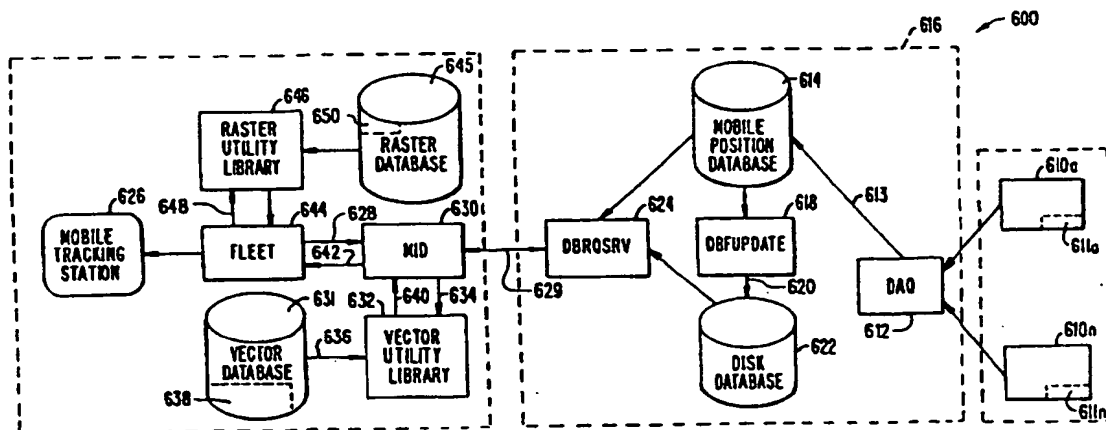 600
616
645
646
650
RASTER
UTILITY
LIBRARY
RASTER
DATABASE
614
MOBILE
POSITION
DATABASE
610a
611a
626
648
644
628
630
624
618
613
MOBILE
TRACKING
STATION
FLEET
MID
DBRQSRV
DBFUPDATE
DAQ
642
629
620
612
631
632
640
634
636
VECTOR
DATABASE
638
VECTOR
UTILITY
LIBRARY
DISK
DATABASE
622
610n
611n